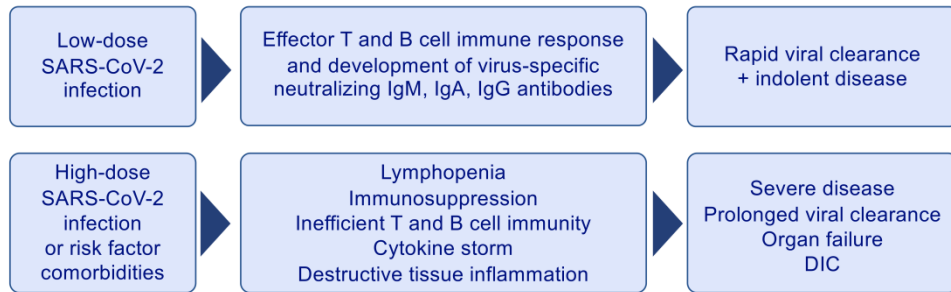 Low-dose
SARS-CoV-2
infection
Effector T and B cell immune response
and development of virus-specific
neutralizing IgM, IgA, IgG antibodies
Rapid viral clearance
+ indolent disease
High-dose
SARS-CoV-2
infection
or risk factor
comorbidities
Lymphopenia
Immunosuppression
Inefficient T and B cell immunity
Cytokine storm
Destructive tissue inflammation
Severe disease
Prolonged viral clearance
Organ failure
DIC